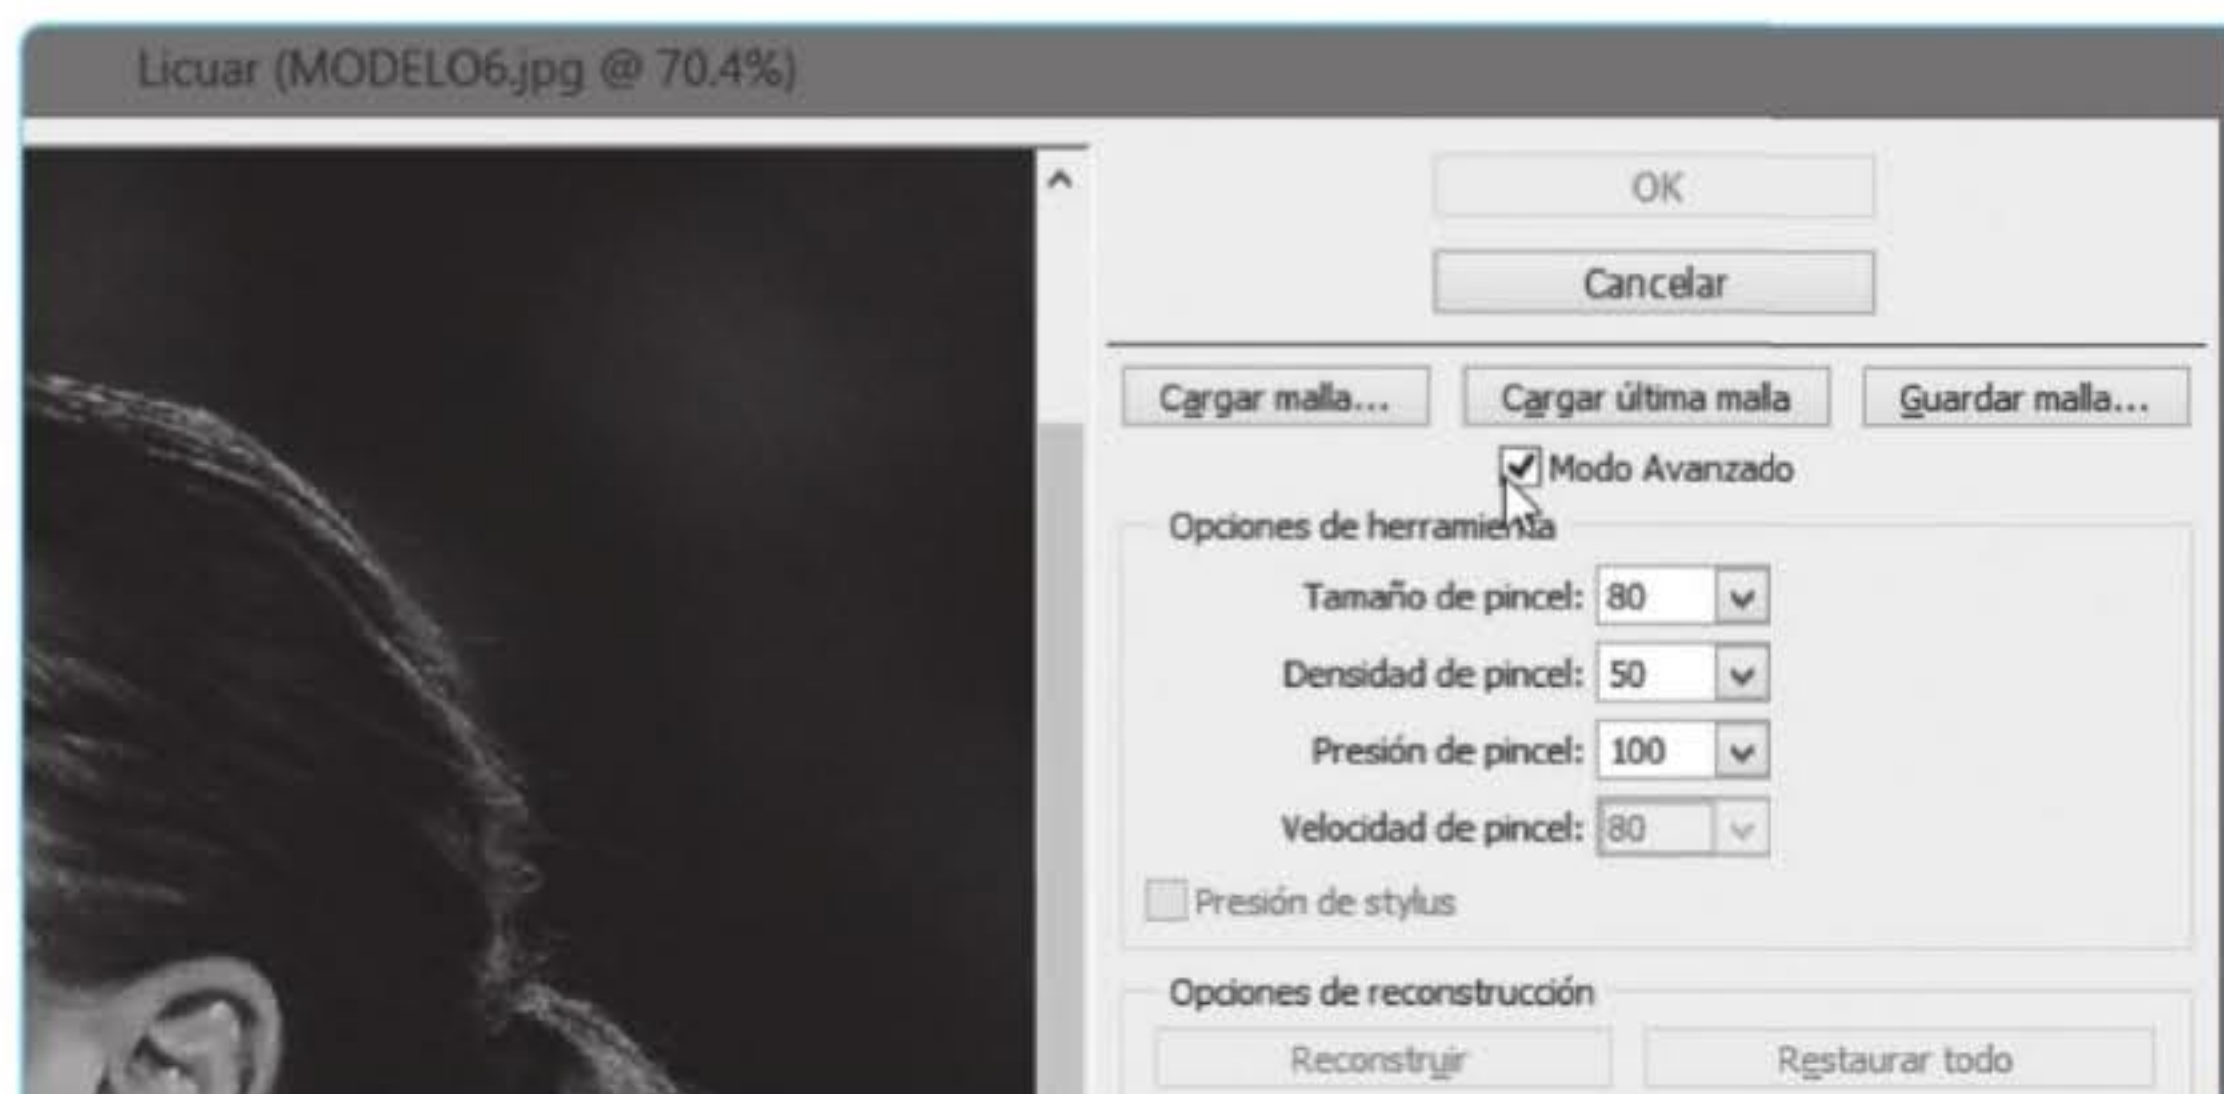 Licuar (MODELO6.jpg @ 70.4%)
OK
Cancelar
Cargar malla...
Cargar última malla
Guardar malla...
Modo Avanzado
Opciones de herramienta
Tamaño de pincel: 80
Densidad de pincel: 50
Presión de pincel: 100
Velocidad de pincel: 80
Presión de stylus
Opciones de reconstrucción
Reconstruir
Restaurar todo